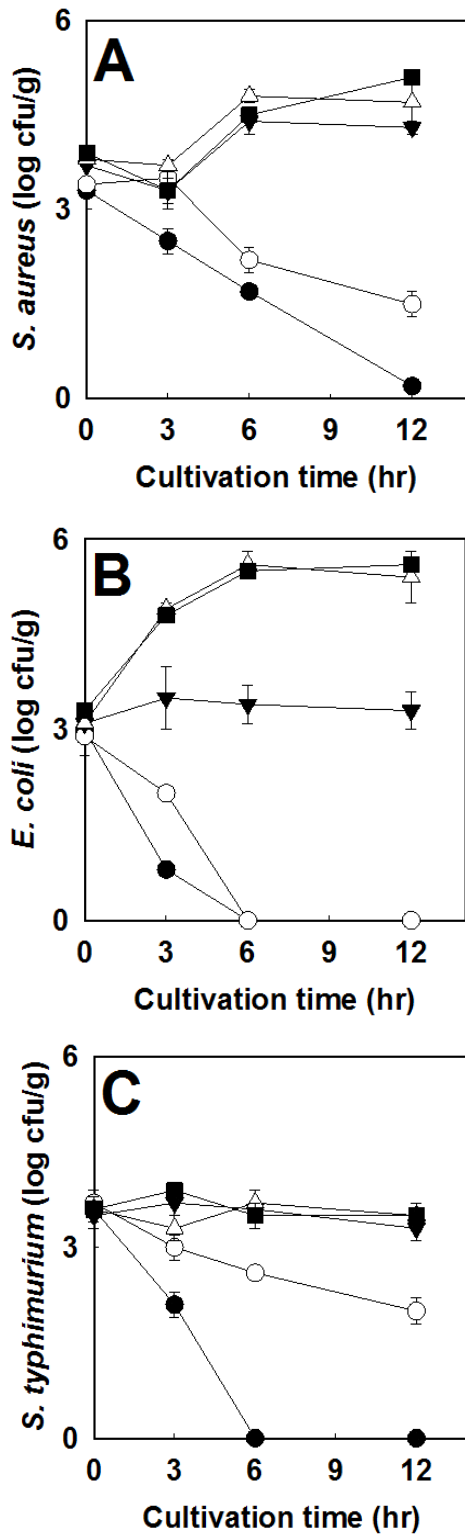 A
6
3
0
S. aureus (log cfu/g)
0 3 6 9 12
Cultivation time (hr)
B
6
3
0
E. coli (log cfu/g)
0 3 6 9 12
Cultivation time (hr)
C
6
3
0
S. typhimurium (log cfu/g)
0 3 6 9 12
Cultivation time (hr)